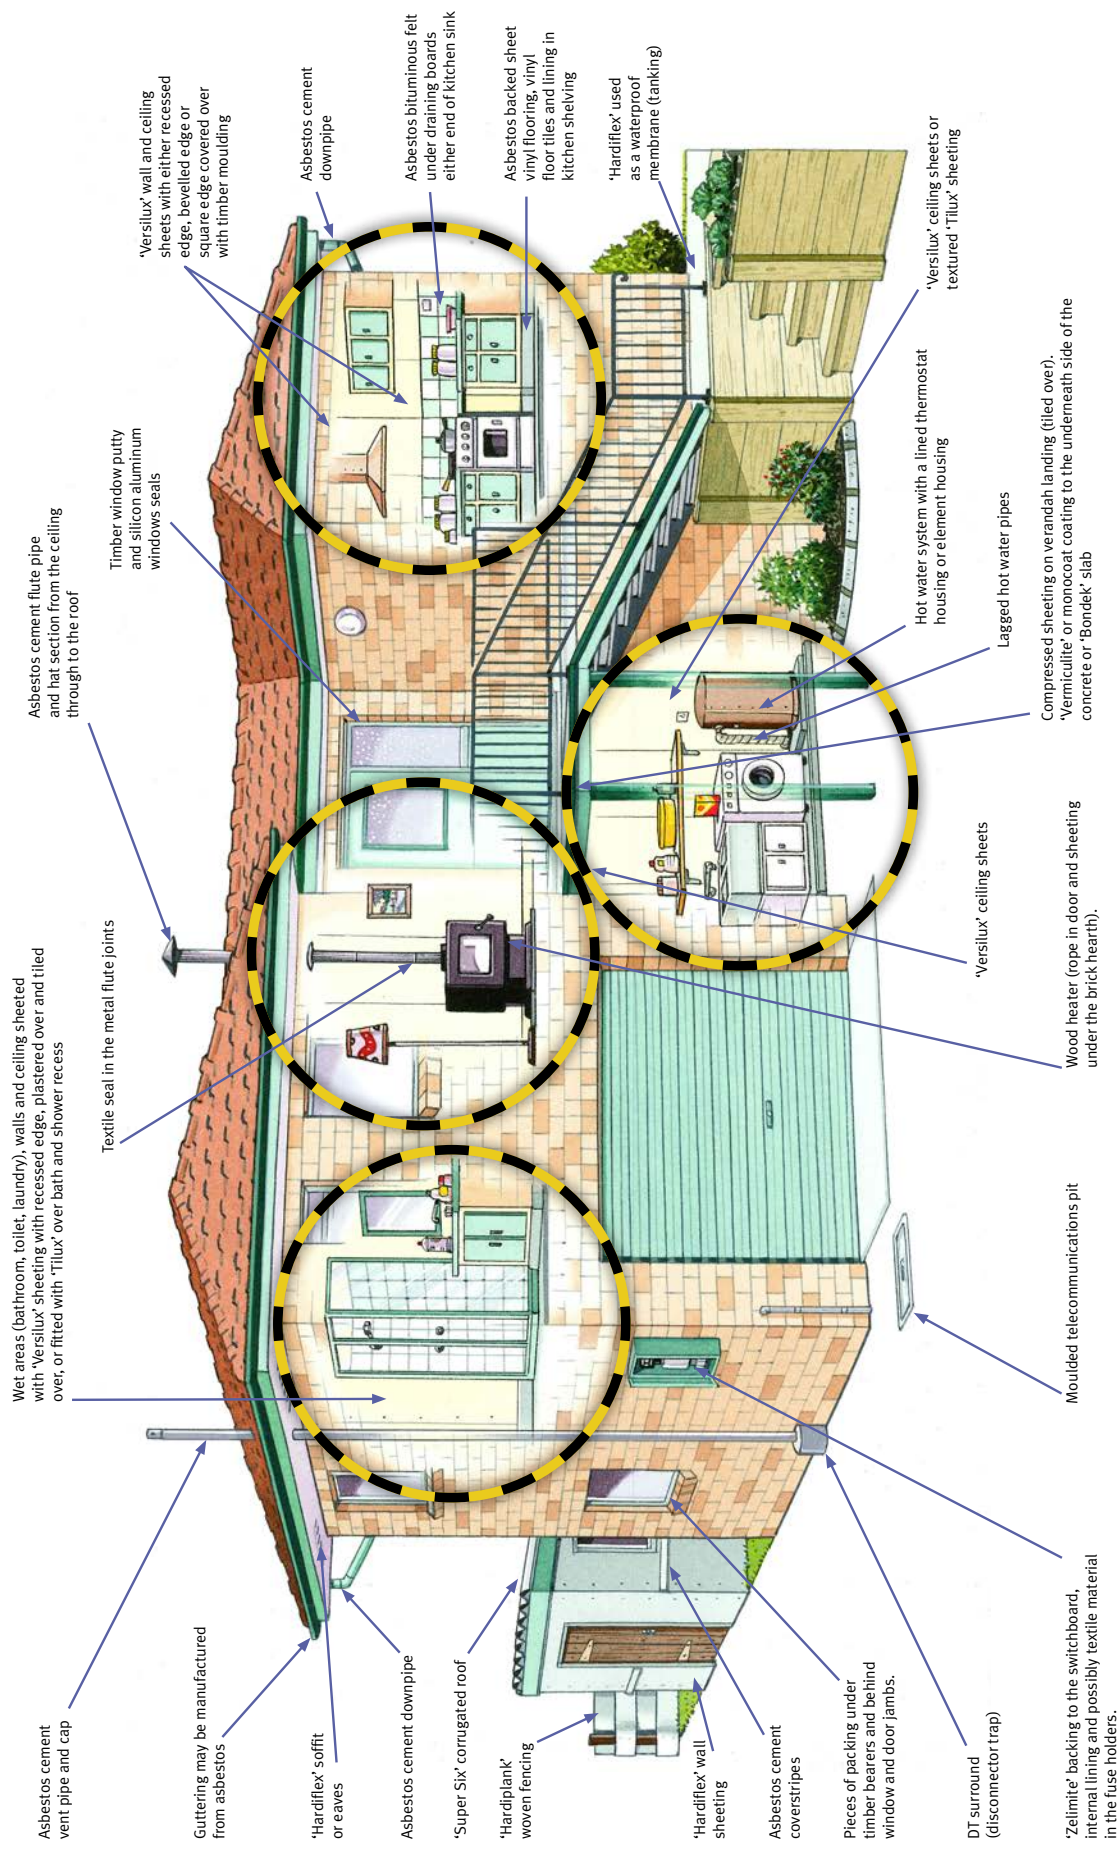 Asbestos cement
vent pipe and cap
Guttering may be manufactured
from asbestos
‘Hardiflex’ soffit
or eaves
Asbestos cement downpipe
‘Super Six’ corrugated roof
‘Hardiplank’
woven fencing
‘Hardiflex’ wall
sheeting
Asbestos cement
coverstripes
Pieces of packing under
timber bearers and behind
window and door jambs.
DT surround
(disconnector trap)
‘Zelimite’ backing to the switchboard,
internal lining and possibly textile material
in the fuse holders.
Wet areas (bathroom, toilet, laundry), walls and ceiling sheeted
with ‘Versilux’ sheeting with recessed edge, plastered over and tiled
over, or fitted with ‘Tilux’ over bath and shower recess
Textile seal in the metal flute joints
Moulded telecommunications pit
Asbestos cement flute pipe
and hat section from the ceiling
through to the roof
Timber window putty
and silicon aluminum
windows seals
‘Versilux’ ceiling sheets
Wood heater (rope in door and sheeting
under the brick hearth).
‘Versilux’ wall and ceiling
sheets with either recessed
edge, bevelled edge or
square edge covered over
with timber moulding
Asbestos cement
downpipe
Asbestos bituminous felt
under draining boards
either end of kitchen sink
Asbestos backed sheet
vinyl flooring, vinyl
floor tiles and lining in
kitchen shelving
‘Hardiflex’ used
as a waterproof
membrane (tanking)
‘Versilux’ ceiling sheets or
textured ‘Tilux’ sheeting
Hot water system with a lined thermostat
housing or element housing
Lagged hot water pipes
Compressed sheeting on verandah landing (tiled over).
‘Vermiculite’ or monocoat coating to the underneath side of the
concrete or ‘Bondek’ slab